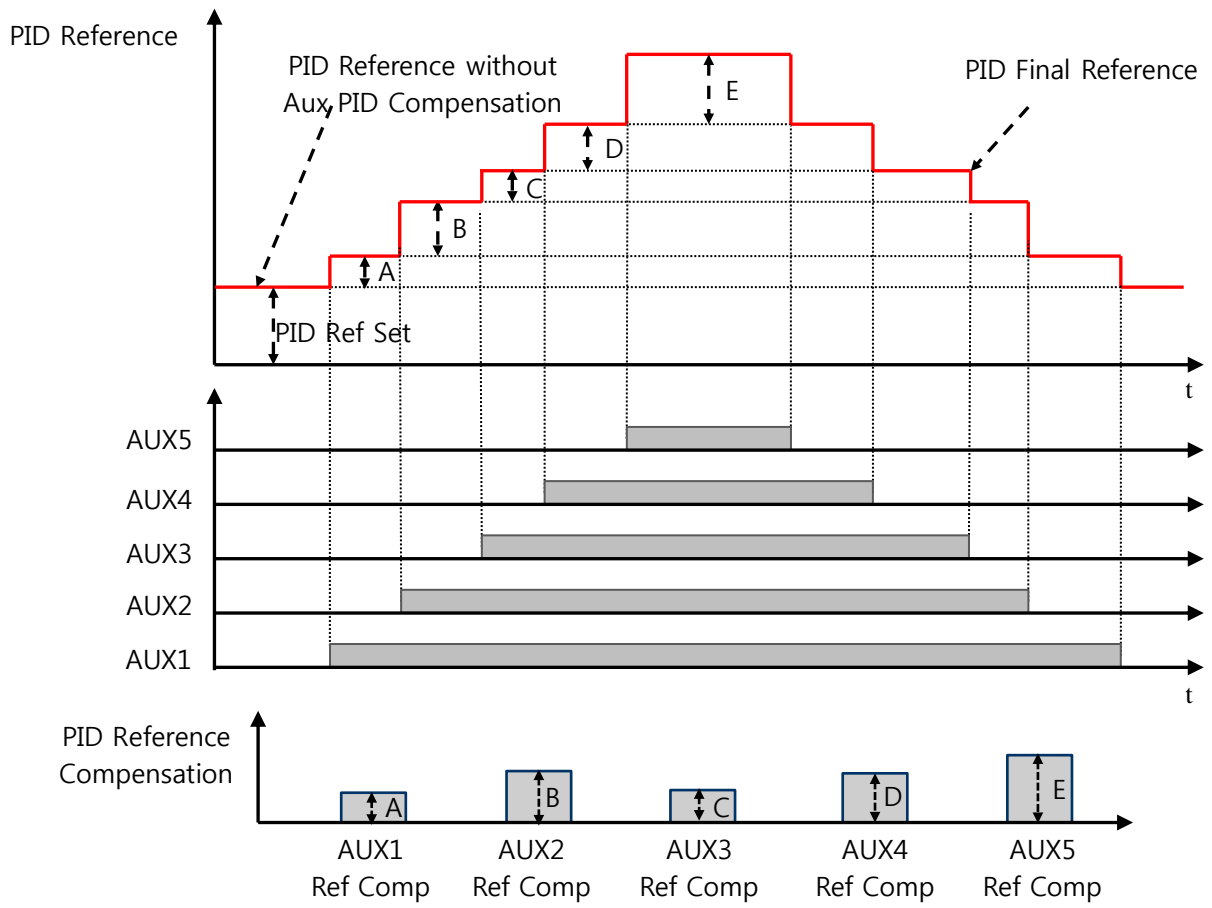 PID Reference
PID Reference without
Aux PID Compensation
PID Final Reference
E
D
C
B
A
PID Ref Set
t
AUX5
AUX4
AUX3
AUX2
AUX1
t
PID Reference
Compensation
A
B
C
D
E
AUX1
Ref Comp
AUX2
Ref Comp
AUX3
Ref Comp
AUX4
Ref Comp
AUX5
Ref Comp